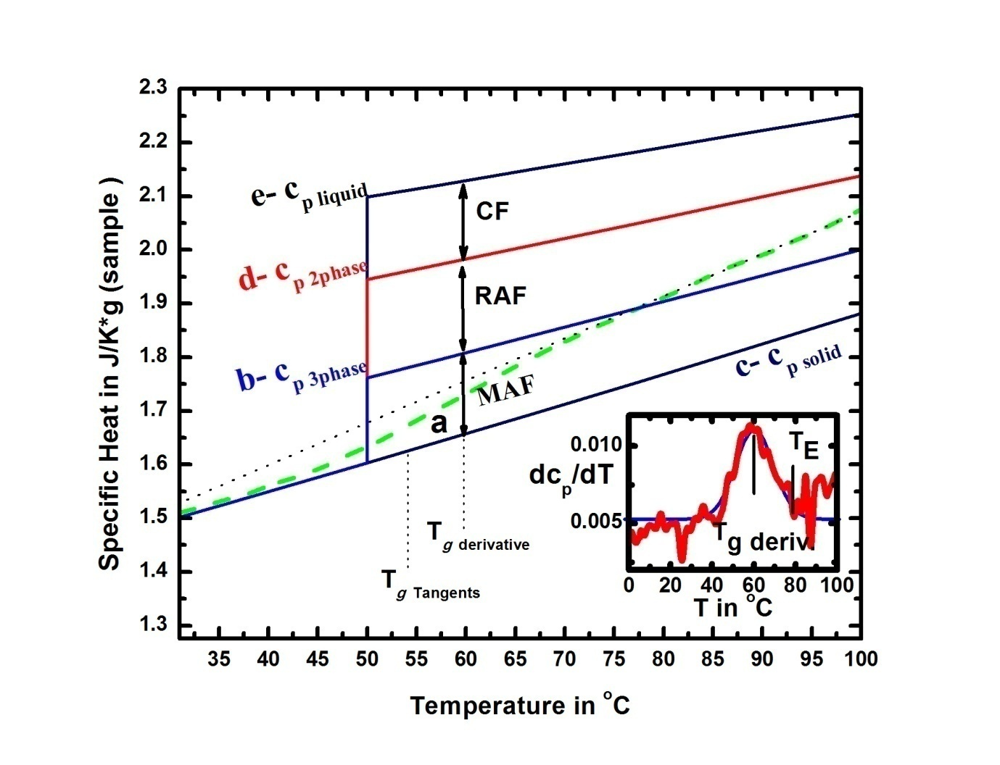 2.3
2.2
2.1
2.0
1.9
1.8
1.7
1.6
1.5
1.4
1.3
Specific Heat in J/K*g (sample )
e- c p liquid
d- c p 2phase
b- c p 3phase
c- c p solid
CF
RAF
MAF
a
T g derivative
T g Tangents
0.010
0.005
dc p /dT
T E
T g deriv.
0 20 40 60 80 100
T in °C
35 40 45 50 55 60 65 70 75 80 85 90 95 100
Temperature in °C